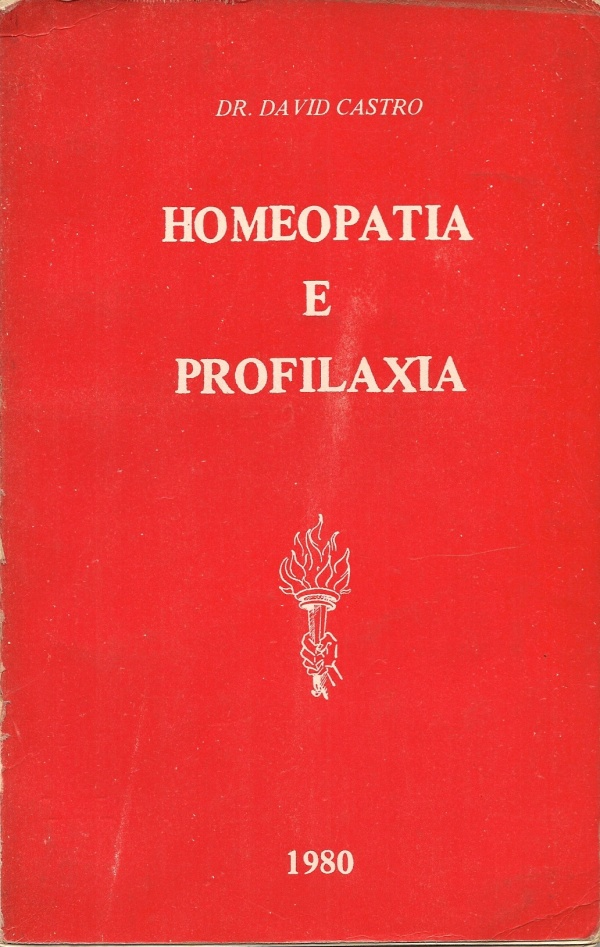 DR. DAVID CASTRO
HOMEOPATIA
E
PROFILAXIA
1980